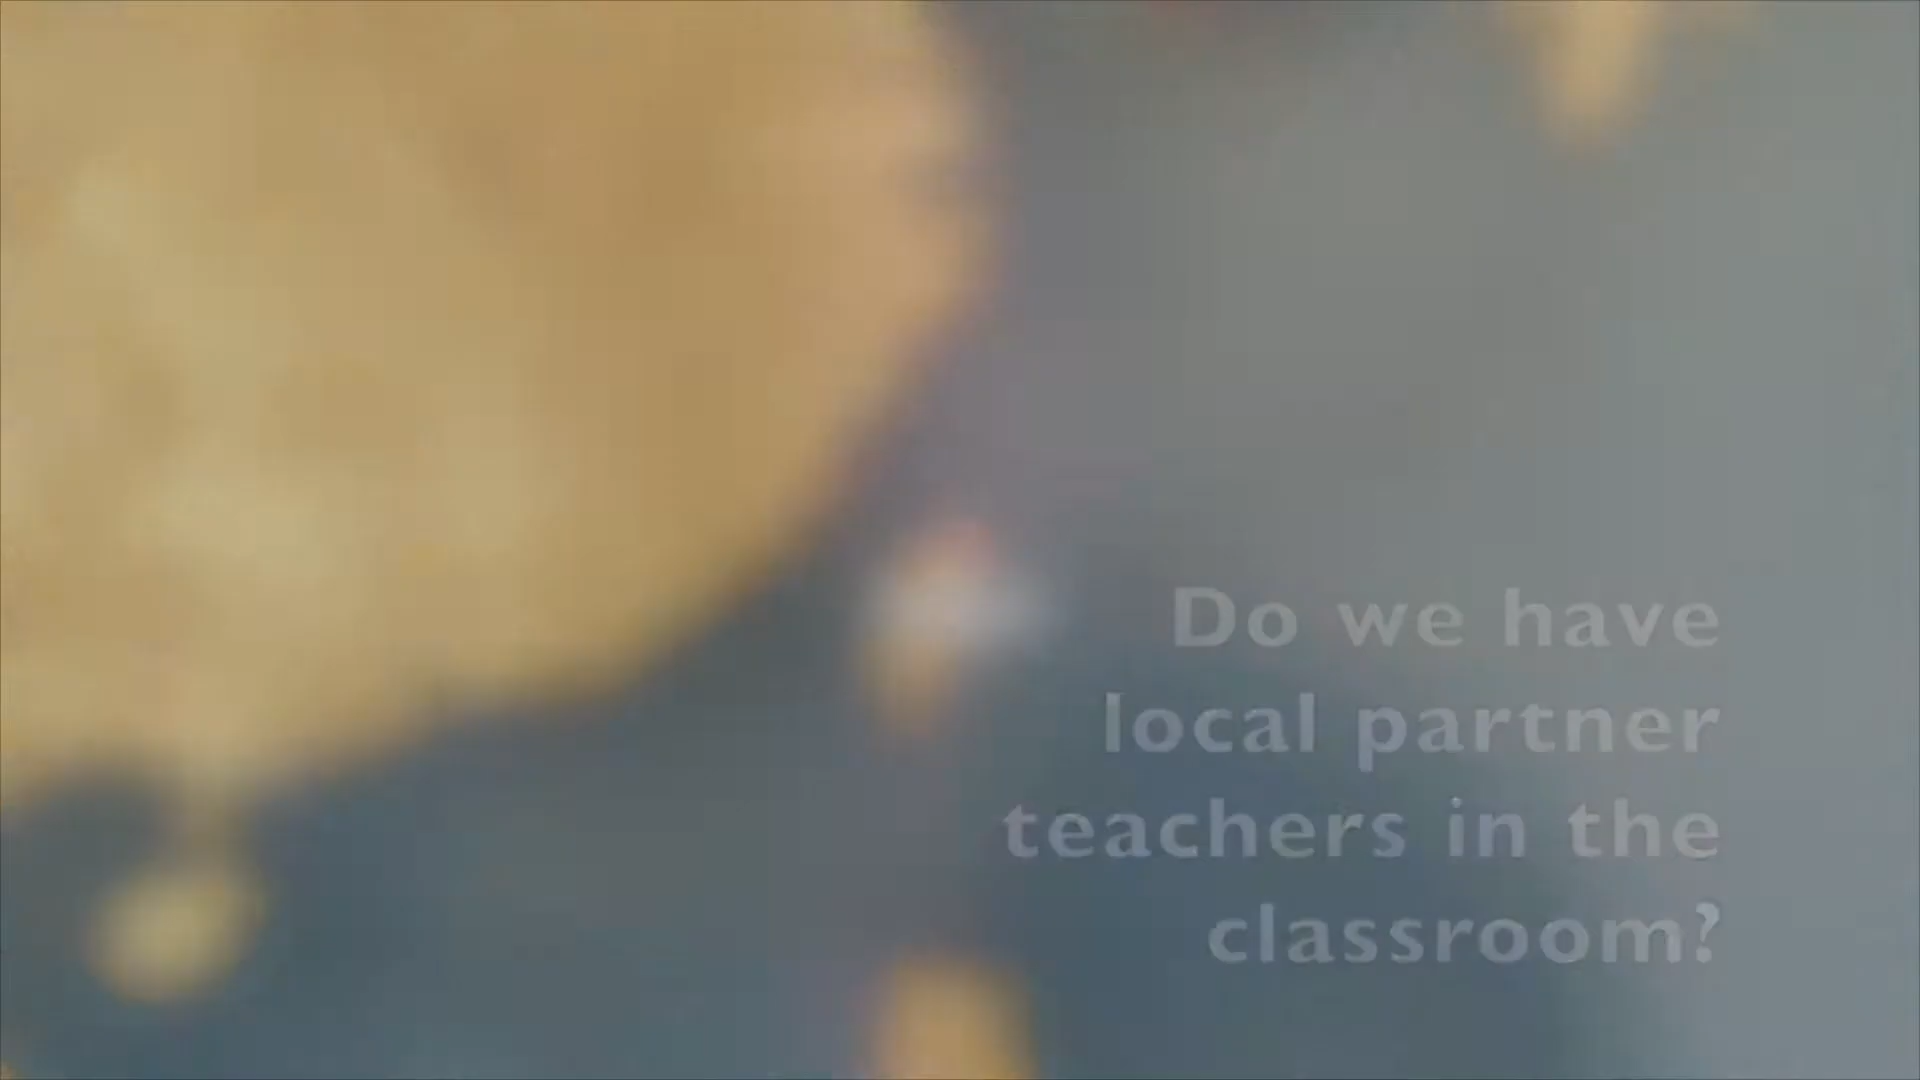 Do we have
local partner
teachers in the
classroom?